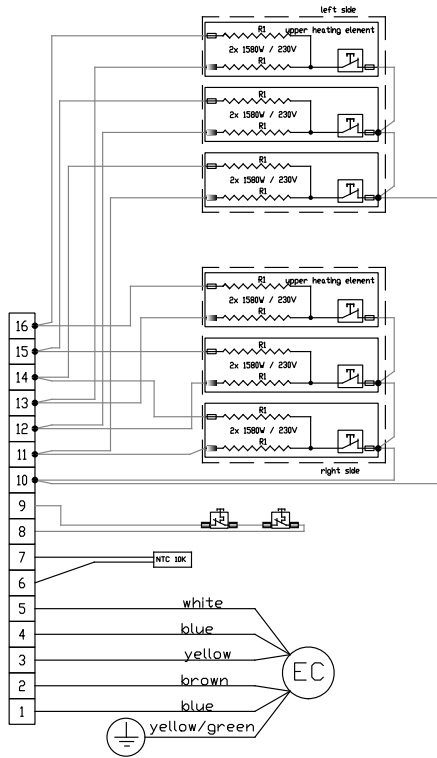 left side
R1
upper heating element
2x 1580W / 230V
R1
R1
2x 1580W / 230V
R1
R1
2x 1580W / 230V
R1
R1
upper heating element
2x 1580W / 230V
R1
R1
2x 1580W / 230V
R1
R1
2x 1580W / 230V
R1
right side
16
15
14
13
12
11
10
9
8
7
NTC 10K
6
5
white
4
blue
3
yellow
EC
2
brown
1
blue
yellow/green